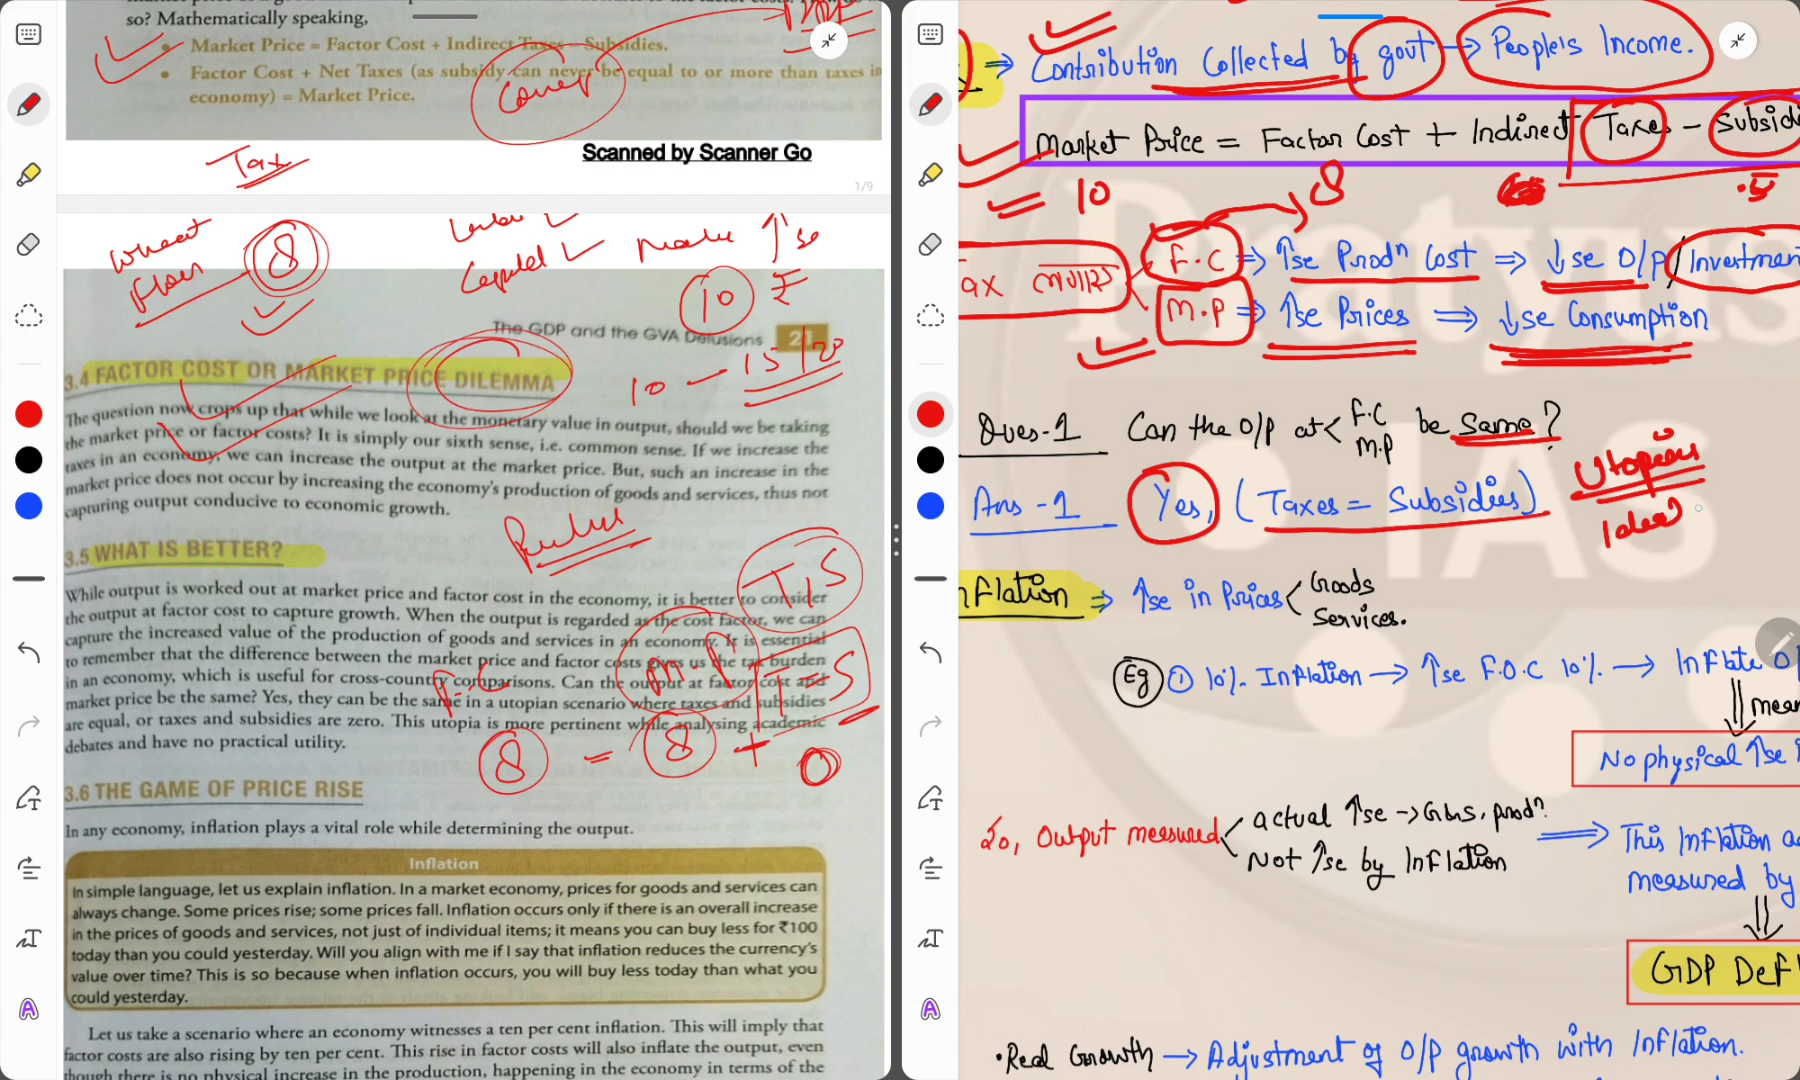 so? Mathematically speaking,
• Market Price = Factor Cost + Indirect Taxes – Subsidies.
• Factor Cost + Net Taxes (as subsidy can never be equal to or more than taxes in
economy) = Market Price.
Scanned by Scanner Go
Tax
1/9
Wheat
Flour
8
Capital
Make ↑se
10 ₹
10 – 15/20
The GDP and the GVA Delusions
3.4 FACTOR COST OR MARKET PRICE DILEMMA
The question now crops up that while we look at the monetary value in output, should we be taking
the market price or factor costs? It is simply our sixth sense, i.e. common sense. If we increase the
taxes in an economy, we can increase the output at the market price. But, such an increase in the
market price does not occur by increasing the economy's production of goods and services, thus not
capturing output conducive to economic growth.
3.5 WHAT IS BETTER?
T, S
While output is worked out at market price and factor cost in the economy, it is better to consider
the output at factor cost to capture growth. When the output is regarded as the cost factor, we can
capture the increased value of the production of goods and services in an economy. It is essential
to remember that the difference between the market price and factor costs gives us the tax burden
in an economy, which is useful for cross-country comparisons. Can the output at factor cost and
market price be the same? Yes, they can be the same in a utopian scenario where taxes and subsidies
are equal, or taxes and subsidies are zero. This utopia is more pertinent while analysing academic
debates and have no practical utility.
F.C
M.P
T=S
8 = 8 + 0
3.6 THE GAME OF PRICE RISE
In any economy, inflation plays a vital role while determining the output.
Inflation
In simple language, let us explain inflation. In a market economy, prices for goods and services can
always change. Some prices rise; some prices fall. Inflation occurs only if there is an overall increase
in the prices of goods and services, not just of individual items; it means you can buy less for ₹100
today than you could yesterday. Will you align with me if I say that inflation reduces the currency's
value over time? This is so because when inflation occurs, you will buy less today than what you
could yesterday.
Let us take a scenario where an economy witnesses a ten per cent inflation. This will imply that
factor costs are also rising by ten per cent. This rise in factor costs will also inflate the output, even
though there is no physical increase in the production, happening in the economy in terms of the
⇒ Contribution Collected by govt → People's Income.
Market Price = Factor Cost + Indirect Taxes – Subsidi
10 8 5
ax
F.C ⇒ ↑se Prodn Cost ⇒ ↓se O/P / Investmen
M.P ⇒ ↑se Prices ⇒ ↓se Consumption
Ques-1 Can the O/P at < F.C M.P be Same?
Ans-1 Yes, (Taxes = Subsidies)
Utopian
Idea
nflation ⇒ ↑se in Prices < Goods
Services.
Eg ① 10% Inflation → ↑se F.O.C 10% → Inflate O
mean
No physical ↑se i
So, Output measured < actual ↑se → G&S, prodn
Not ↑se by Inflation
⇒ This Inflation a
measured by
GDP Def
• Real Growth → Adjustment of O/P growth with Inflation.